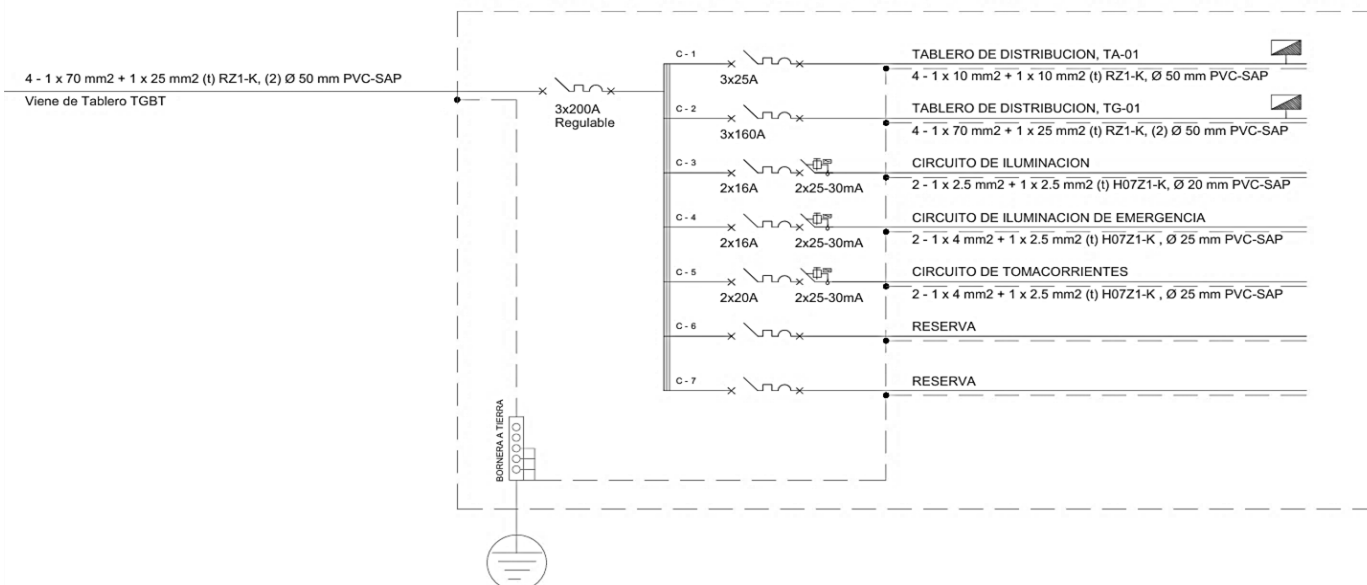 4 - 1 x 70 mm2 + 1 x 25 mm2 (t) RZ1-K, (2) Ø 50 mm PVC-SAP
Viene de Tablero TGBT
3x200A
Regulable
C - 1
3x25A
TABLERO DE DISTRIBUCION, TA-01
4 - 1 x 10 mm2 + 1 x 10 mm2 (t) RZ1-K, Ø 50 mm PVC-SAP
C - 2
3x160A
TABLERO DE DISTRIBUCION, TG-01
4 - 1 x 70 mm2 + 1 x 25 mm2 (t) RZ1-K, (2) Ø 50 mm PVC-SAP
C - 3
2x16A
2x25-30mA
CIRCUITO DE ILUMINACION
2 - 1 x 2.5 mm2 + 1 x 2.5 mm2 (t) H07Z1-K, Ø 20 mm PVC-SAP
C - 4
2x16A
2x25-30mA
CIRCUITO DE ILUMINACION DE EMERGENCIA
2 - 1 x 4 mm2 + 1 x 2.5 mm2 (t) H07Z1-K , Ø 25 mm PVC-SAP
C - 5
2x20A
2x25-30mA
CIRCUITO DE TOMACORRIENTES
2 - 1 x 4 mm2 + 1 x 2.5 mm2 (t) H07Z1-K , Ø 25 mm PVC-SAP
C - 6
RESERVA
C - 7
RESERVA
BORNERA A TIERRA